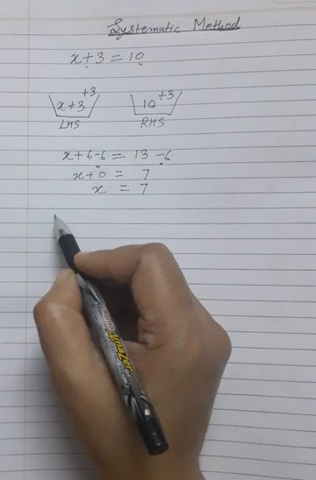 Systematic Method
x + 3 = 10
x + 3 +3 10 +3
LHS RHS
x + 6 - 6 = 13 - 6
x + 0 = 7
x = 7